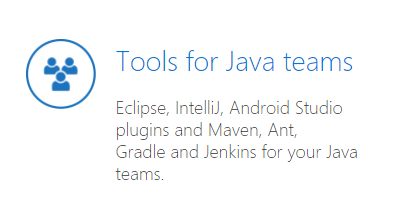 Tools for Java teams
Eclipse, IntelliJ, Android Studio
plugins and Maven, Ant,
Gradle and Jenkins for your Java
teams.